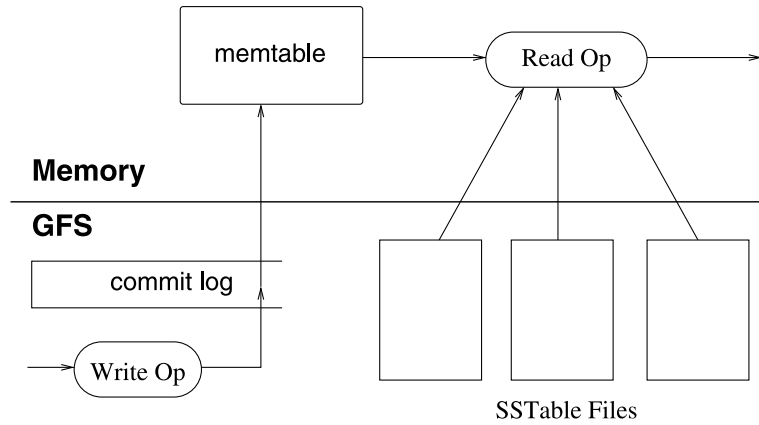 memtable
Read Op
Memory
GFS
commit log
Write Op
SSTable Files